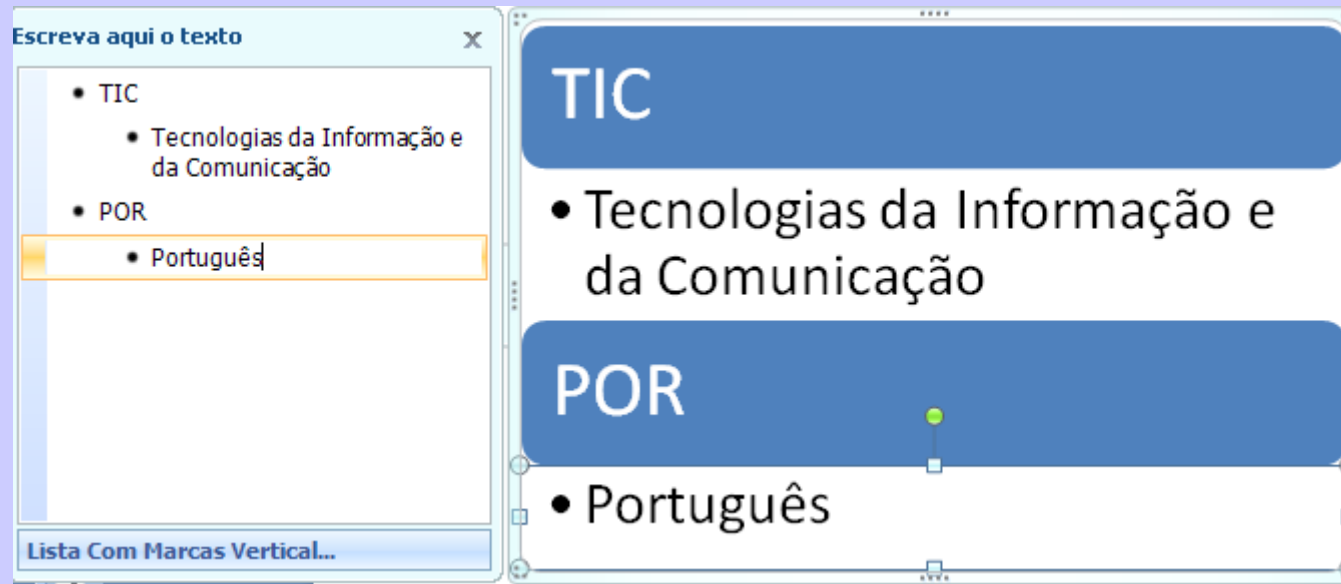 Escreva aqui o texto
x
• TIC
• Tecnologias da Informação e
da Comunicação
• POR
• Português
Lista Com Marcas Vertical...
TIC
• Tecnologias da Informação e
da Comunicação
POR
• Português